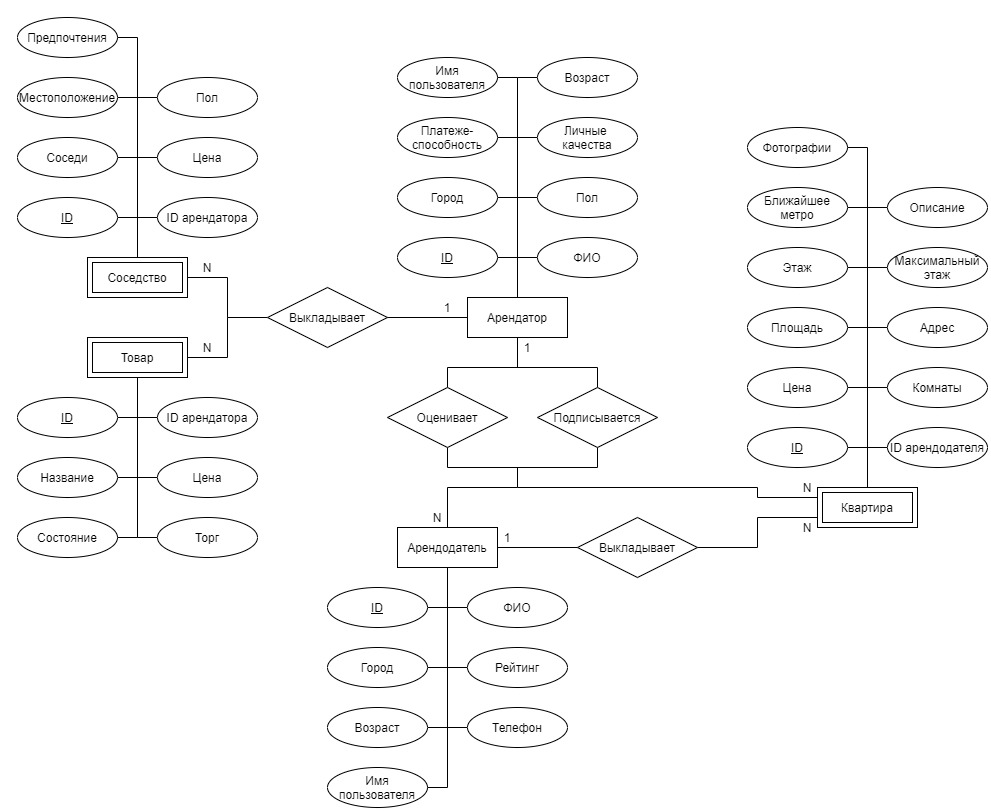 Предпочтения
Местоположение
Пол
Соседи
Цена
ID
ID арендатора
Соседство
N
Товар
N
ID
ID арендатора
Название
Цена
Состояние
Торг
Выкладывает
1
Имя
пользователя
Возраст
Платеже-
способность
Личные
качества
Город
Пол
ID
ФИО
Арендатор
1
Оценивает
Подписывается
Фотографии
Ближайшее
метро
Описание
Этаж
Максимальный
этаж
Площадь
Адрес
Цена
Комнаты
ID
ID арендодателя
N
Квартира
N
N
Арендодатель
1
Выкладывает
ID
ФИО
Город
Рейтинг
Возраст
Телефон
Имя
пользователя